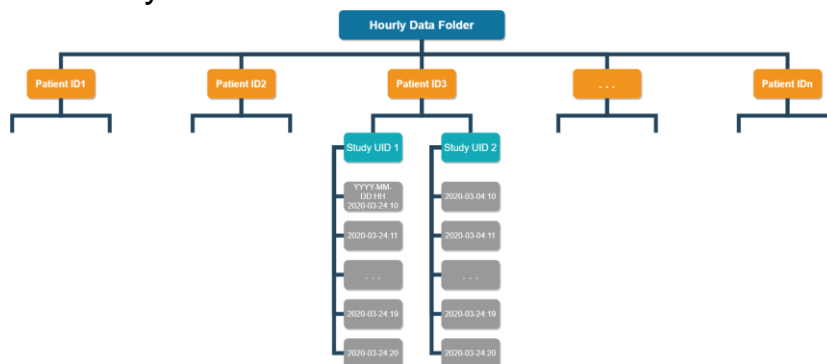 Hourly Data Folder
Patient ID1
Patient ID2
Patient ID3
. . .
Patient IDn
Study UID 1
Study UID 2
YYYY-MM-
DD:HH
2020-03-24:10
2020-03-04:10
2020-03-24:11
2020-03-04:11
. . .
. . .
2020-03-24:19
2020-03-24:19
2020-03-24:20
2020-03-24:20